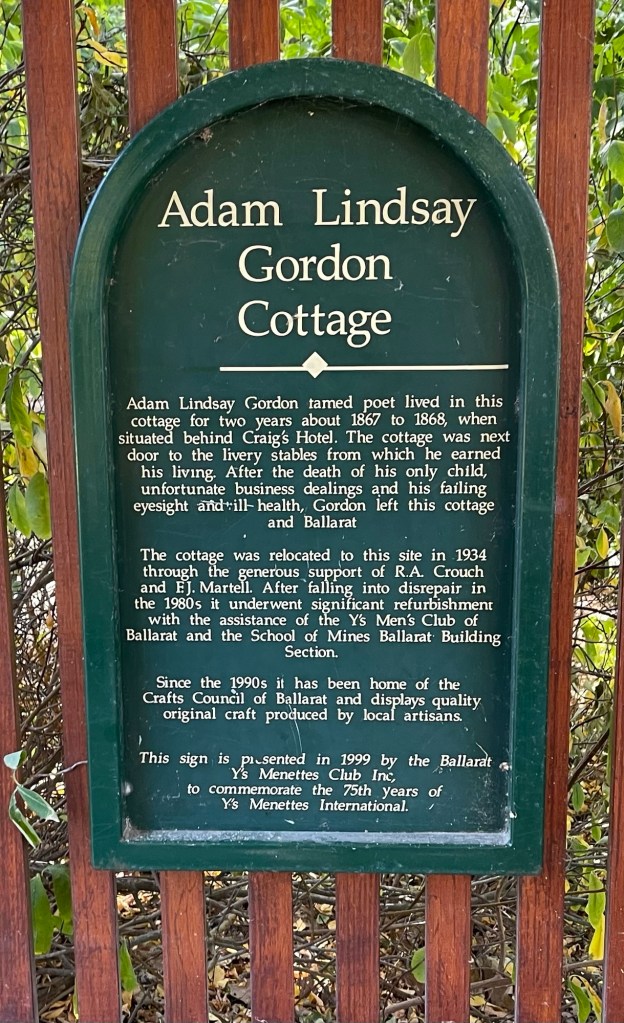 Adam Lindsay
Gordon
Cottage
Adam Lindsay Gordon tamed poet lived in this
cottage for two years about 1867 to 1868, when
situated behind Craig's Hotel. The cottage was next
door to the livery stables from which he earned
his living. After the death of his only child,
unfortunate business dealings and his failing
eyesight and ill-health, Gordon left this cottage
and Ballarat
The cottage was relocated to this site in 1934
through the generous support of R.A. Crouch
and F.J. Martell. After falling into disrepair in
the 1980s it underwent significant refurbishment
with the assistance of the Y's Men's Club of
Ballarat and the School of Mines Ballarat Building
Section.
Since the 1990s it has been home of the
Crafts Council of Ballarat and displays quality
original craft produced by local artisans.
This sign is presented in 1999 by the Ballarat
Y's Menettes Club Inc,
to commemorate the 75th years of
Y's Menettes International.